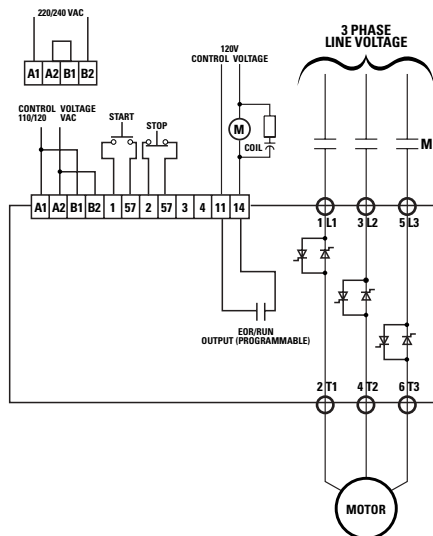 220/240 VAC
A1 A2 B1 B2
CONTROL VOLTAGE
110/120 VAC
START
STOP
120V
CONTROL VOLTAGE
M
COIL
3 PHASE
LINE VOLTAGE
M
A1 A2 B1 B2 1 57 2 57 3 4 11 14
1 L1 3 L2 5 L3
EOR/RUN
OUTPUT (PROGRAMMABLE)
2 T1 4 T2 6 T3
MOTOR